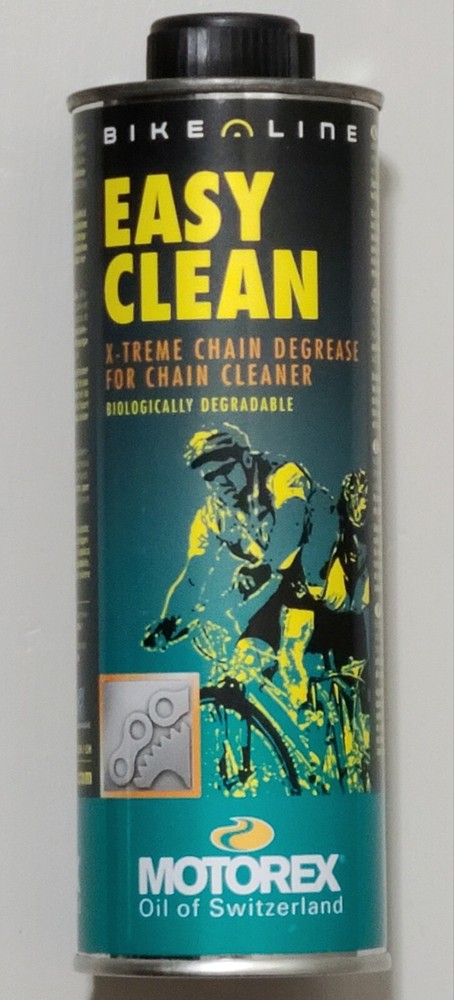 BIKE LINE
EASY
CLEAN
X-TREME CHAIN DEGREASE
FOR CHAIN CLEANER
BIOLOGICALLY DEGRADABLE
MOTOREX
Oil of Switzerland